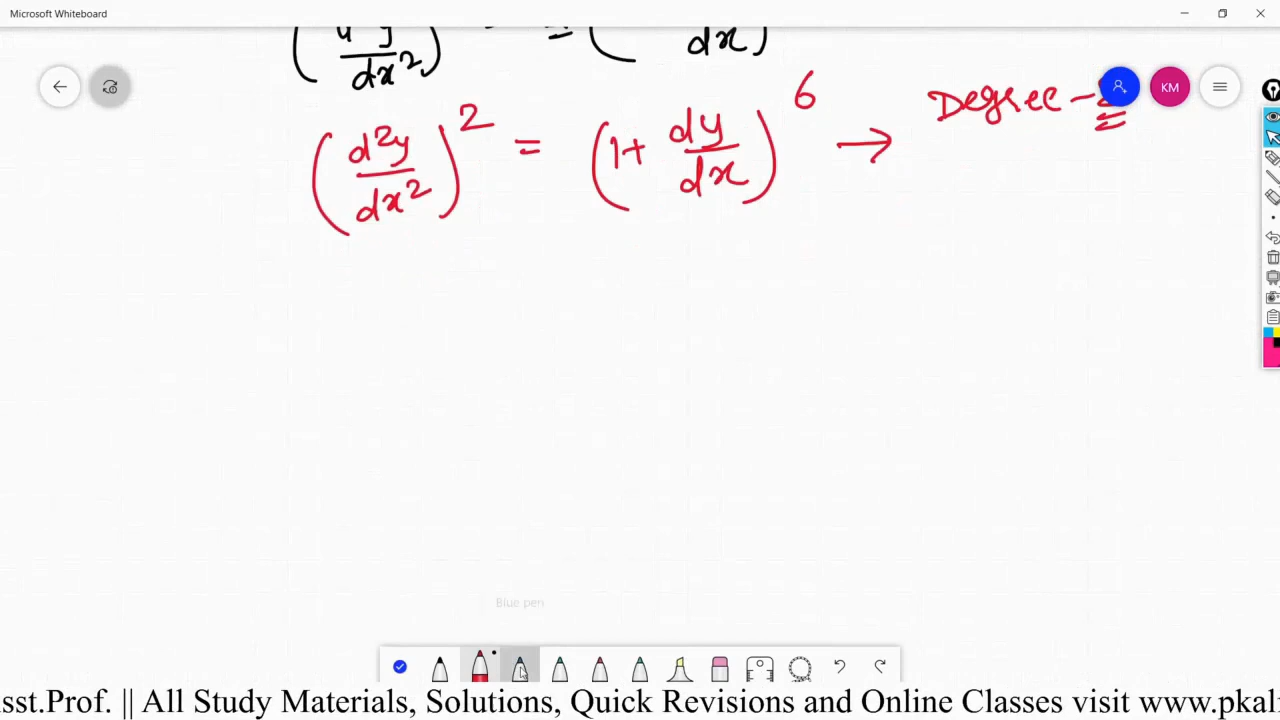 Microsoft Whiteboard
dx² dx
KM
(d²y/dx²)² = (1+ dy/dx)⁶ → Degree -
Blue pen
sst.Prof. || All Study Materials, Solutions, Quick Revisions and Online Classes visit www.pkali